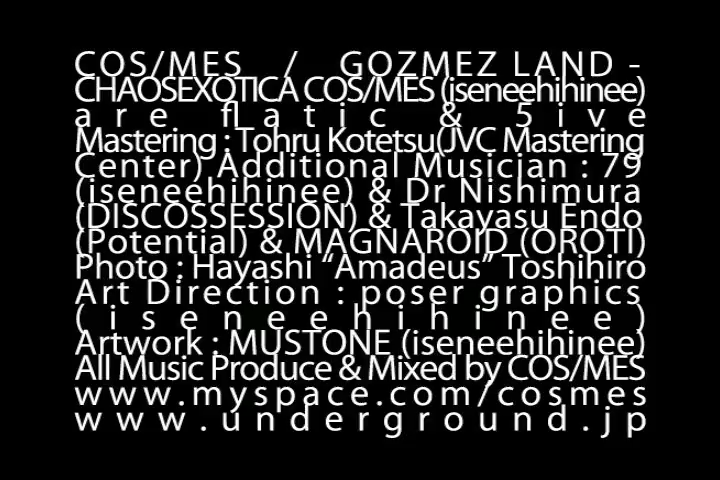 COS/MES / GOZMEZ LAND -
CHAOSEXOTICA COS/MES (iseneehihinee)
are flatic & 5ive
Mastering : Tohru Kotetsu(JVC Mastering
Center) Additional Musician : 79
(iseneehihinee) & Dr Nishimura
(DISCOSSESSION) & Takayasu Endo
(Potential) & MAGNAROID (OROTI)
Photo : Hayashi “Amadeus” Toshihiro
Art Direction : poser graphics
(iseneehihinee)
Artwork : MUSTONE (iseneehihinee)
All Music Produce & Mixed by COS/MES
www.myspace.com/cosmes
www.underground.jp